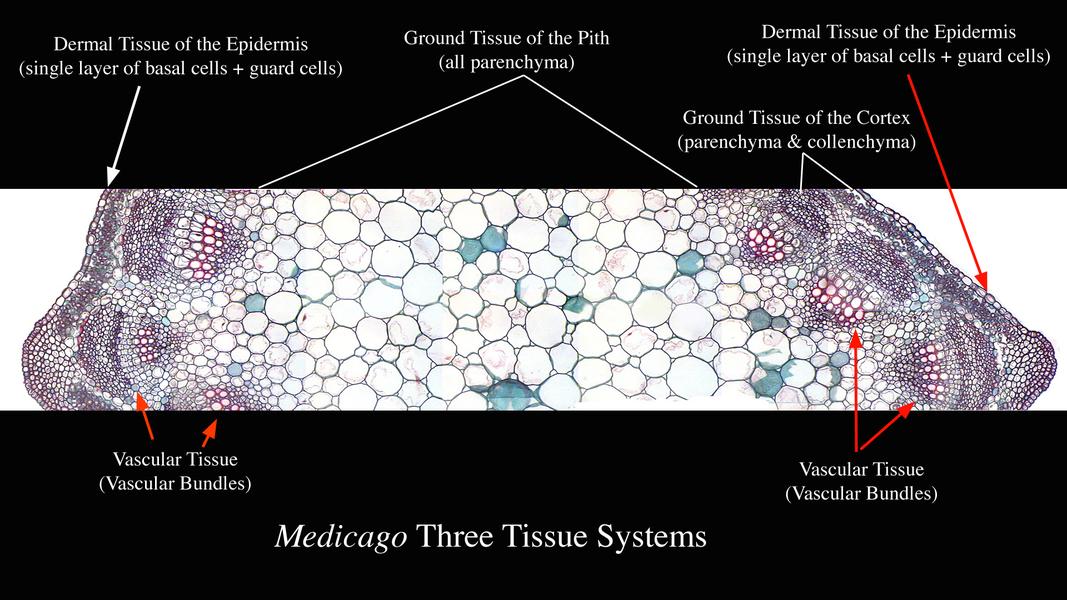 Dermal Tissue of the Epidermis
(single layer of basal cells + guard cells)
Ground Tissue of the Pith
(all parenchyma)
Dermal Tissue of the Epidermis
(single layer of basal cells + guard cells)
Ground Tissue of the Cortex
(parenchyma & collenchyma)
Vascular Tissue
(Vascular Bundles)
Vascular Tissue
(Vascular Bundles)
Medicago Three Tissue Systems